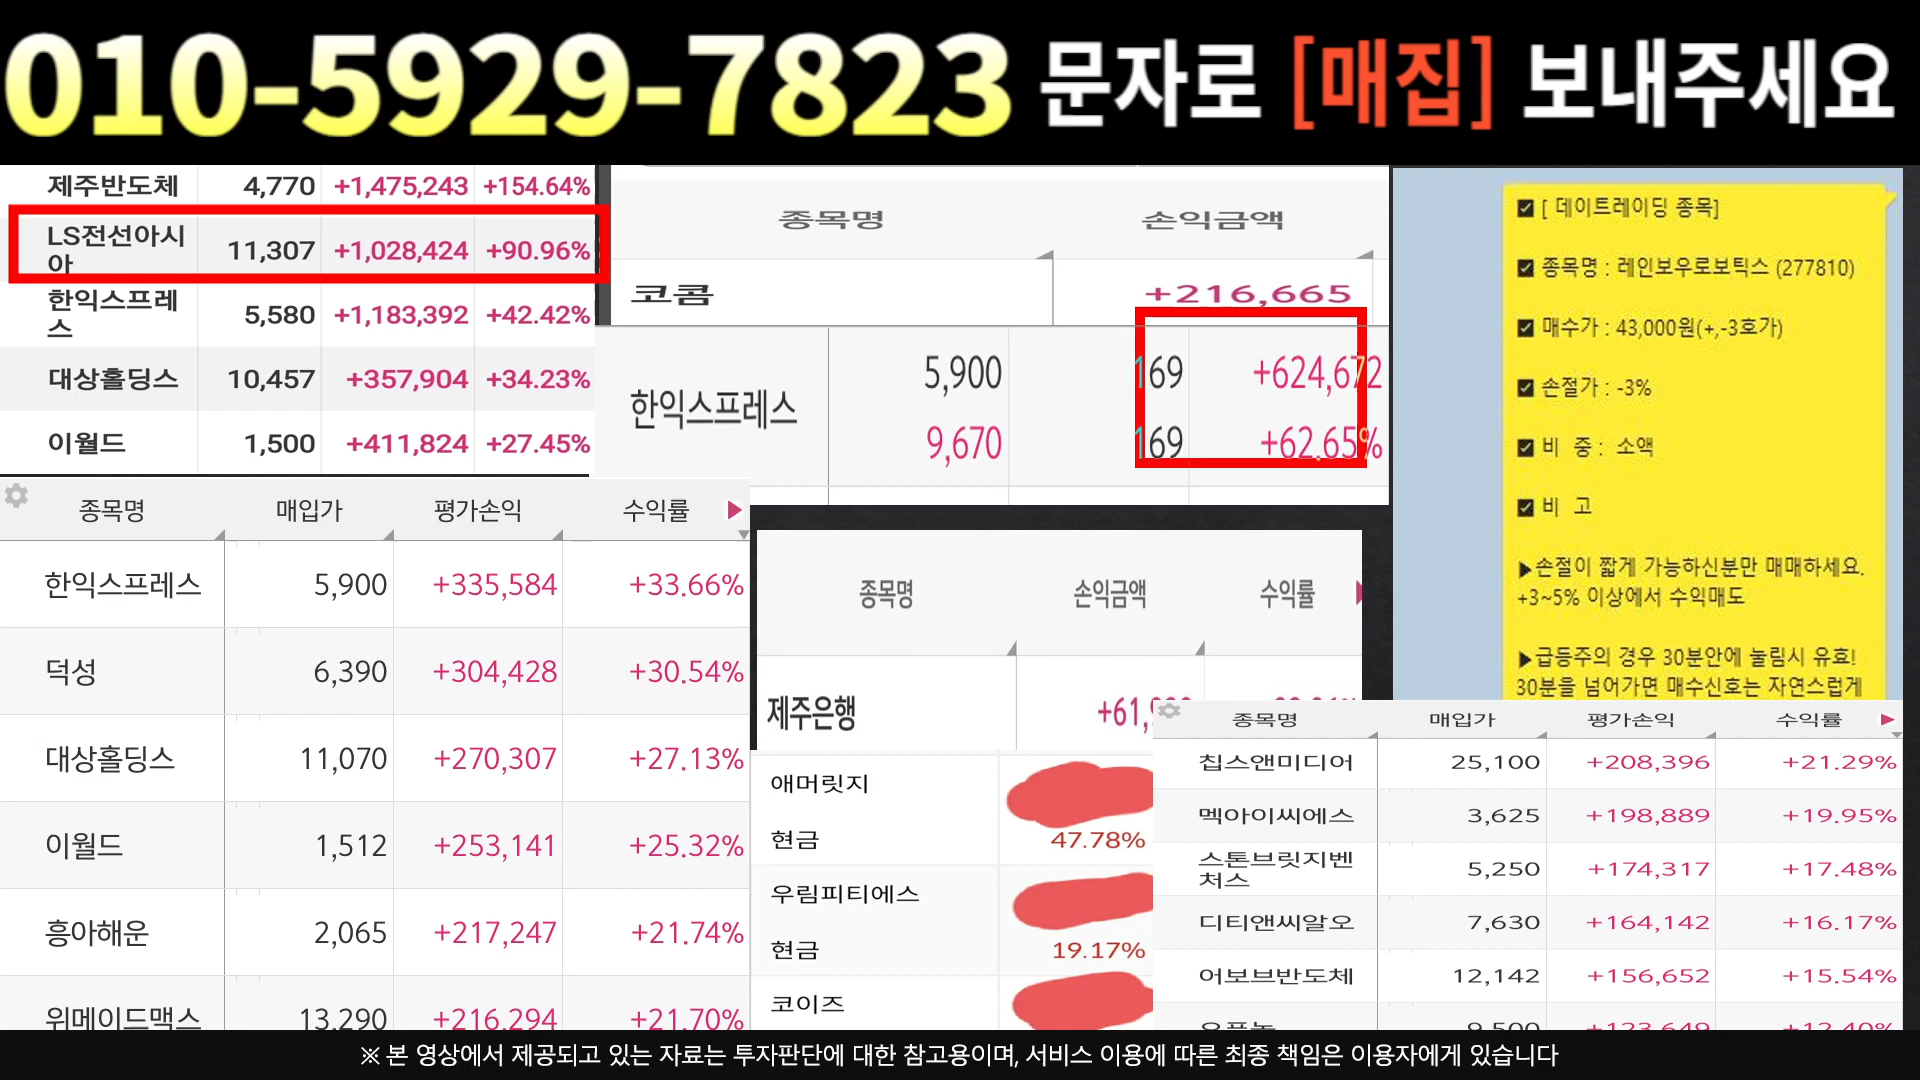 010-5929-7823 문자로 [매집] 보내주세요
제주반도체 4,770 +1,475,243 +154.64%
LS전선아시아 11,307 +1,028,424 +90.96%
한익스프레스 5,580 +1,183,392 +42.42%
대상홀딩스 10,457 +357,904 +34.23%
이월드 1,500 +411,824 +27.45%
종목명 손익금액
코콤 +216,665
한익스프레스 5,900 169 +624,672
9,670 169 +62.65%
[ 데이트레이딩 종목]
종목명 : 레인보우로보틱스 (277810)
매수가 : 43,000원(+,-3호가)
손절가 : -3%
비 중 : 소액
비 고
▶손절이 짧게 가능하신분만 매매하세요.
+3~5% 이상에서 수익매도
▶급등주의 경우 30분안에 눌림시 유효!
30분을 넘어가면 매수신호는 자연스럽게
종목명 매입가 평가손익 수익률
한익스프레스 5,900 +335,584 +33.66%
덕성 6,390 +304,428 +30.54%
대상홀딩스 11,070 +270,307 +27.13%
이월드 1,512 +253,141 +25.32%
흥아해운 2,065 +217,247 +21.74%
위메이드맥스 13,290 +216,294 +21.70%
종목명 손익금액 수익률
제주은행 +61,
애머릿지
현금 47.78%
우림피티에스
현금 19.17%
코이즈
종목명 매입가 평가손익 수익률
칩스앤미디어 25,100 +208,396 +21.29%
멕아이씨에스 3,625 +198,889 +19.95%
스톤브릿지벤처스 5,250 +174,317 +17.48%
디티앤씨알오 7,630 +164,142 +16.17%
어보브반도체 12,142 +156,652 +15.54%
9,500 +123,649 +12.40%
※ 본 영상에서 제공되고 있는 자료는 투자판단에 대한 참고용이며, 서비스 이용에 따른 최종 책임은 이용자에게 있습니다